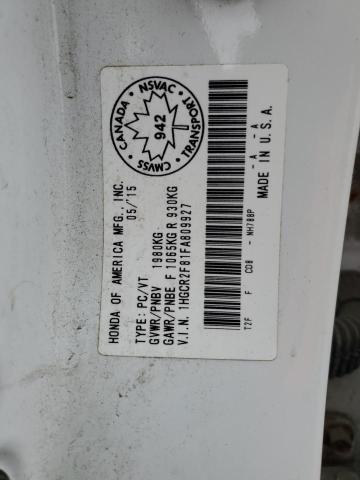 HONDA OF AMERICA MFG., INC.
05/'15
TYPE: PC/VT
GVWR/PNBV 1980KG
GAWR/PNBE F 1065KG R 930KG
V.I.N. 1HGCR2F81FA809927
CANADA
NSVAC
TRANSPORT
CMVSS
942
T2F F CD8 - NH788P -A -A
MADE IN U.S.A.